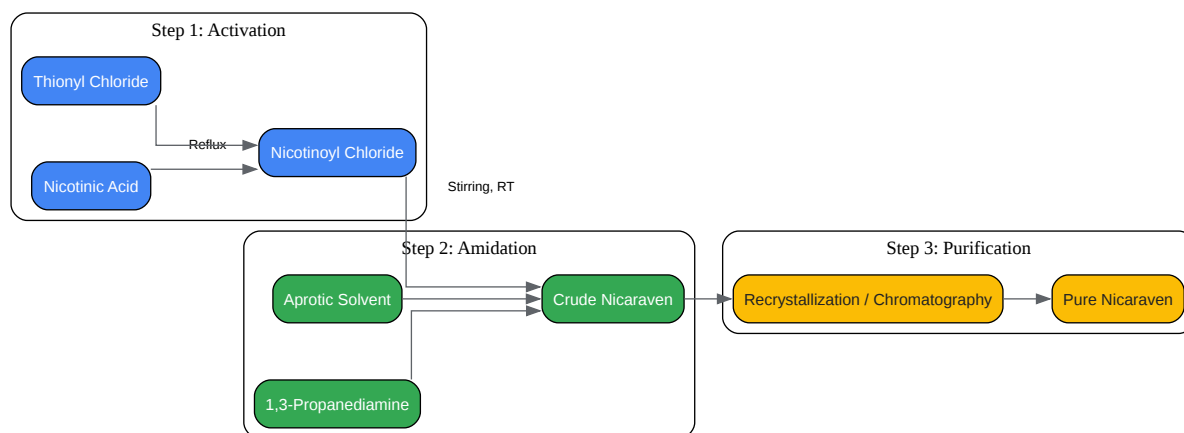 Step 1: Activation
Thionyl Chloride
Reflux
Nicotinoyl Chloride
Nicotinic Acid
Stirring, RT
Step 2: Amidation
Aprotic Solvent
Crude Nicaraven
1,3-Propanediamine
Step 3: Purification
Recrystallization / Chromatography
Pure Nicaraven